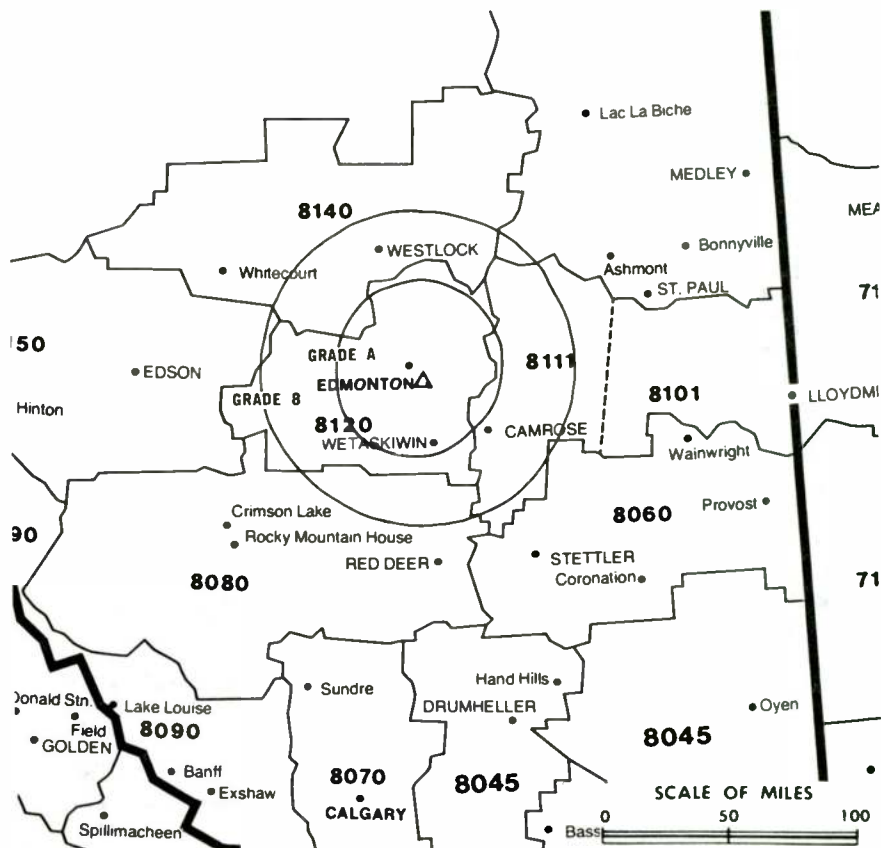 Lac La Biche
MEDLEY
8140
MEA
WESTLOCK
Bonnyville
Whitecourt
Ashmont
ST. PAUL
71
150
GRADE A
8111
EDSON
EDMONTON
8101
GRADE B
LLOYDMI
Hinton
8120
CAMROSE
WETASKIWIN
Wainwright
Provost
Crimson Lake
8060
90
Rocky Mountain House
STETTLER
RED DEER
8080
Coronation
71
Hand Hills
Sundre
Donald Stn.
Lake Louise
DRUMHELLER
Oyen
Field
8090
GOLDEN
8045
Banff
8070
8045
Exshaw
SCALE OF MILES
CALGARY
0 50 100
Spillimacheen
Bass